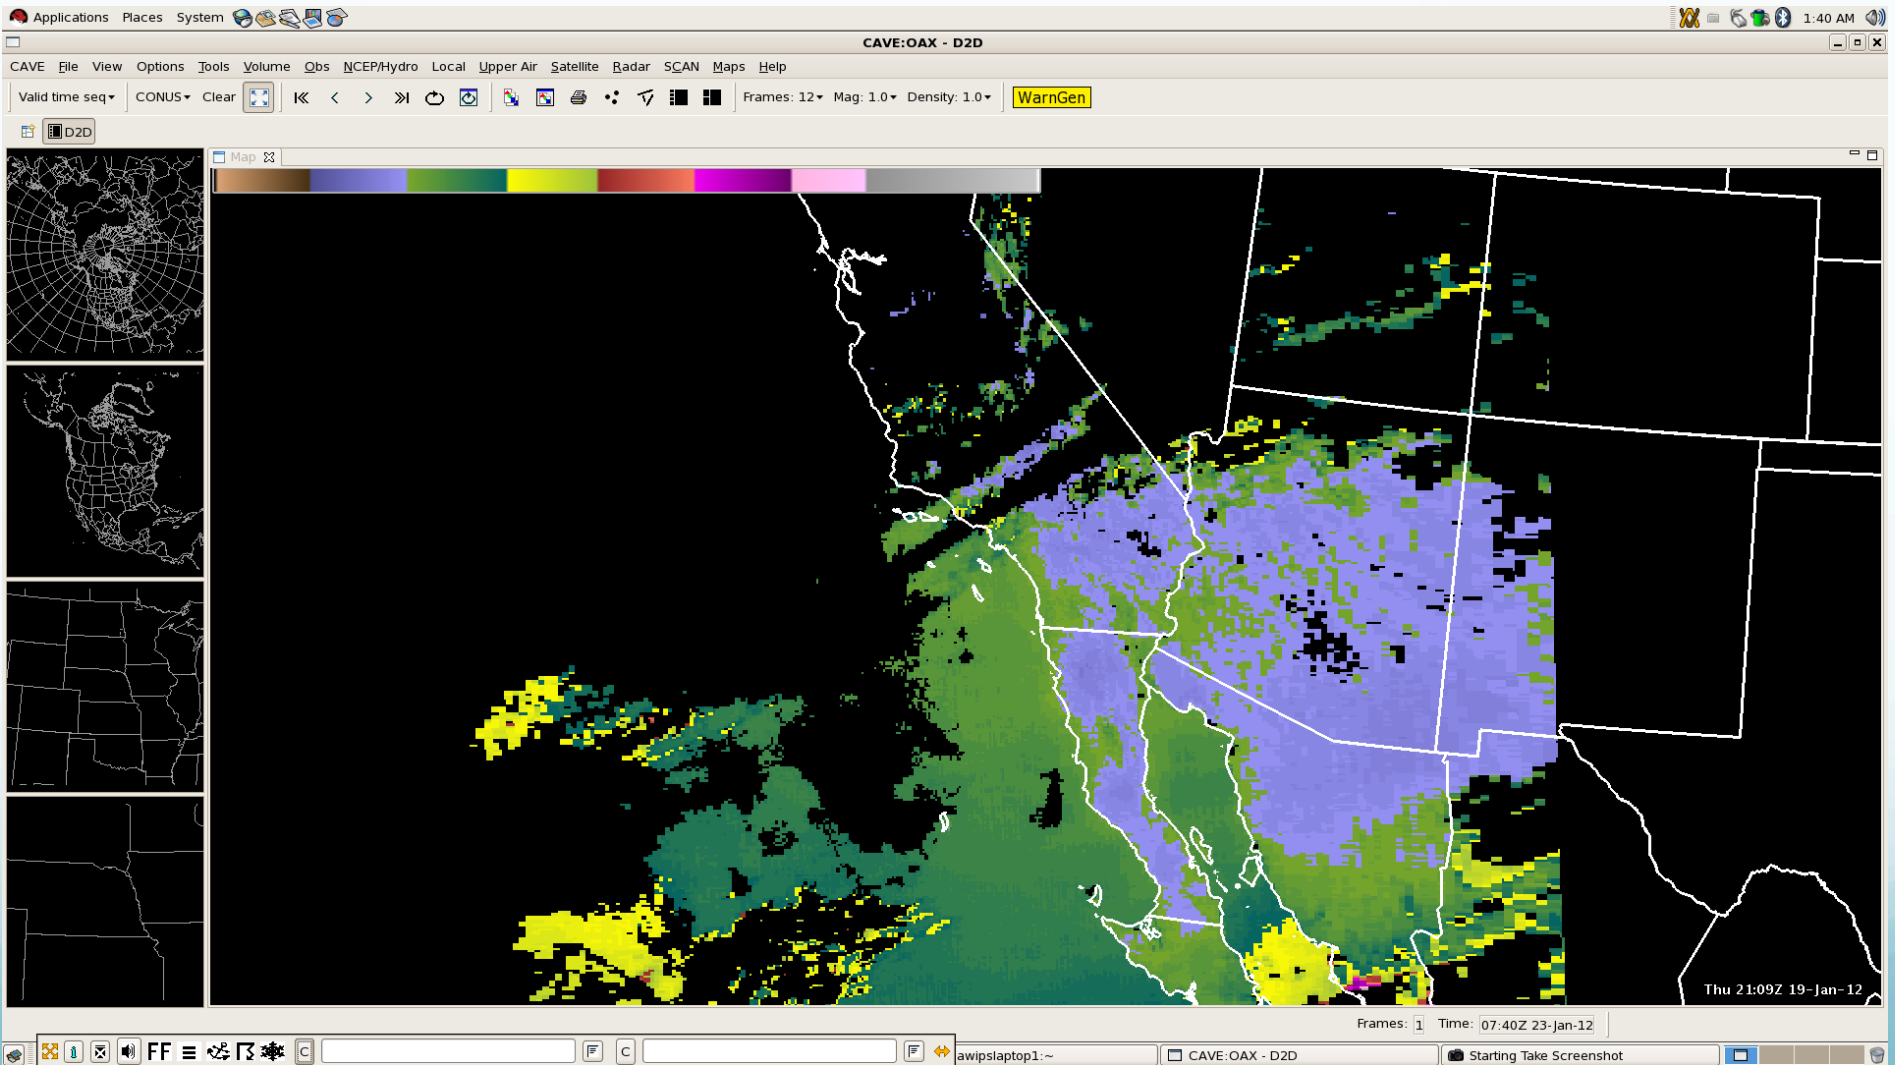 Applications Places System 1:40 AM
CAVE:OAX - D2D
CAVE File View Options Tools Volume Obs NCEP/Hydro Local Upper Air Satellite Radar SCAN Maps Help
Valid time seq CONUS Clear Frames: 12 Mag: 1.0 Density: 1.0 WarnGen
D2D
Map
Thu 21:09Z 19-Jan-12
Frames: 1 Time: 07:40Z 23-Jan-12
FF C C awipslaptop1:~ CAVE:OAX - D2D Starting Take Screenshot